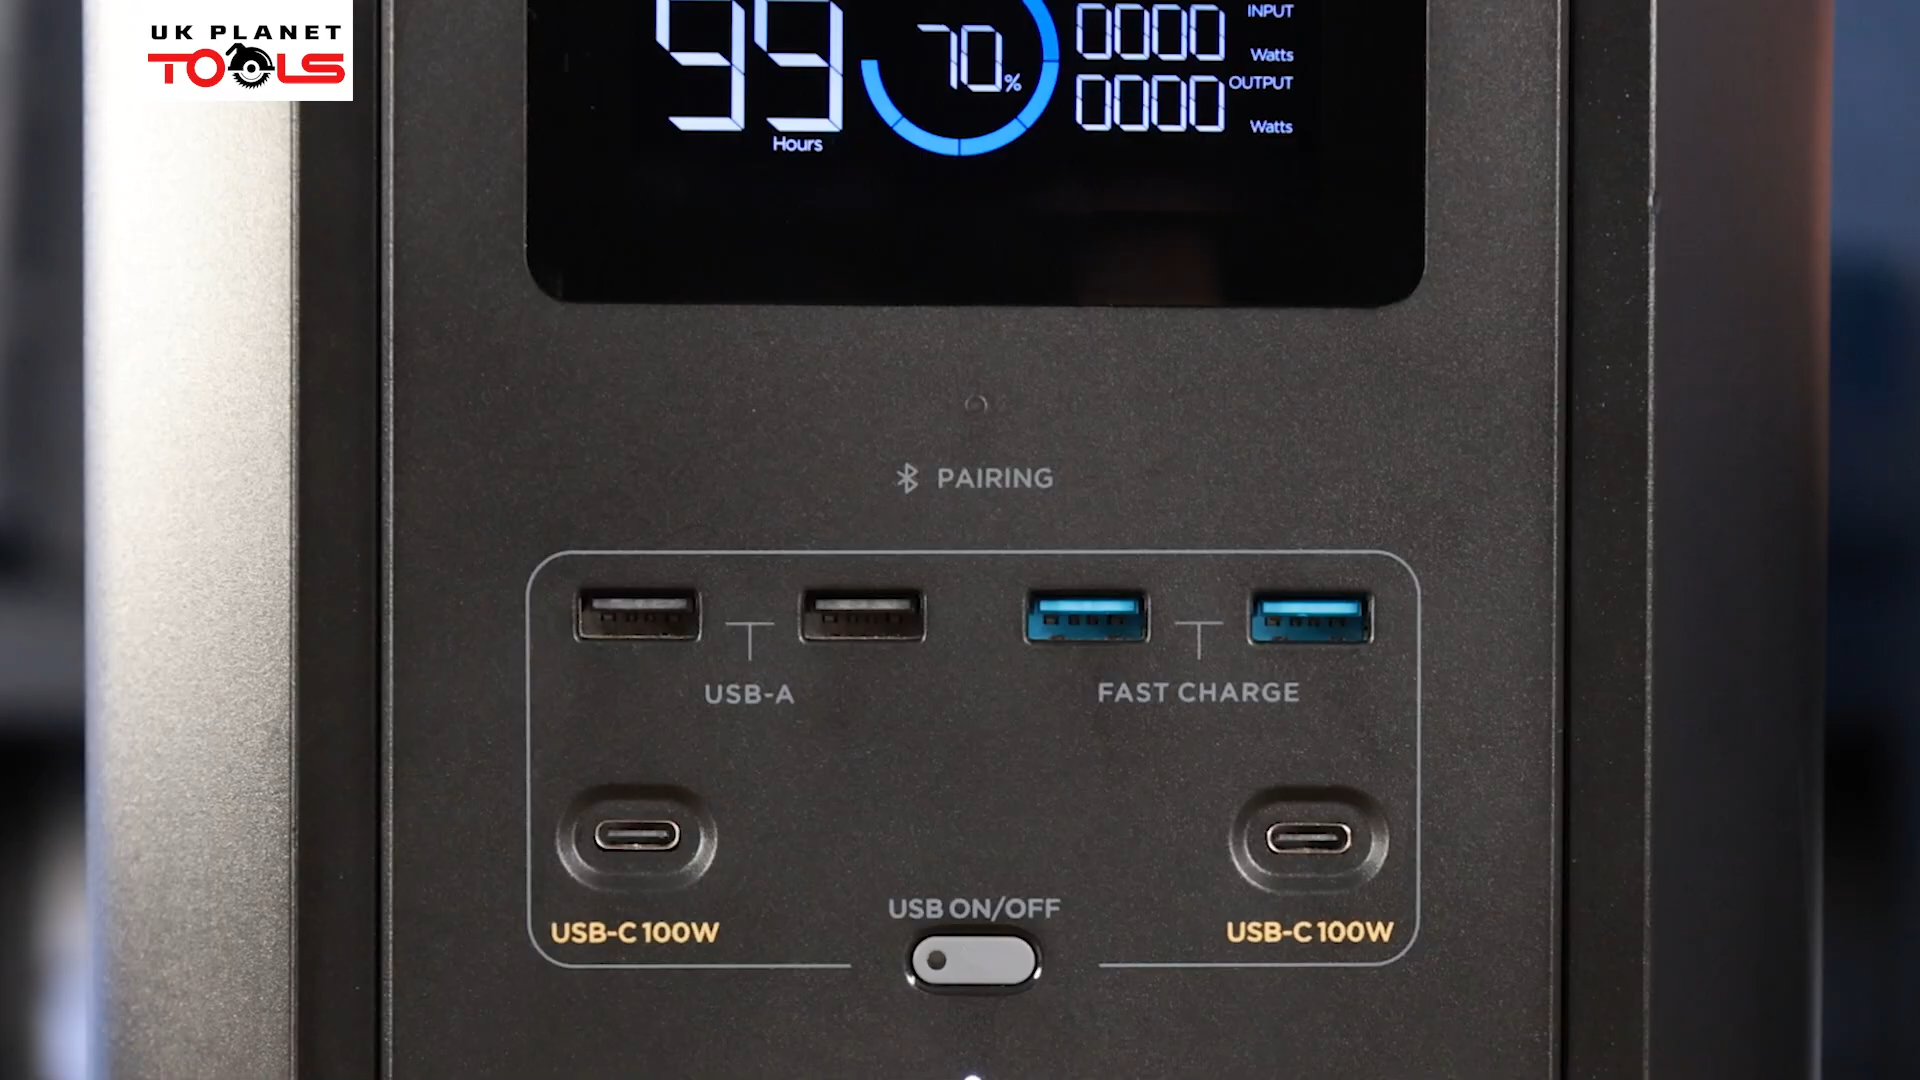 UK PLANET
TOOLS
99
Hours
70%
0000 INPUT
Watts
0000 OUTPUT
Watts
PAIRING
USB-A
FAST CHARGE
USB-C 100W
USB ON/OFF
USB-C 100W